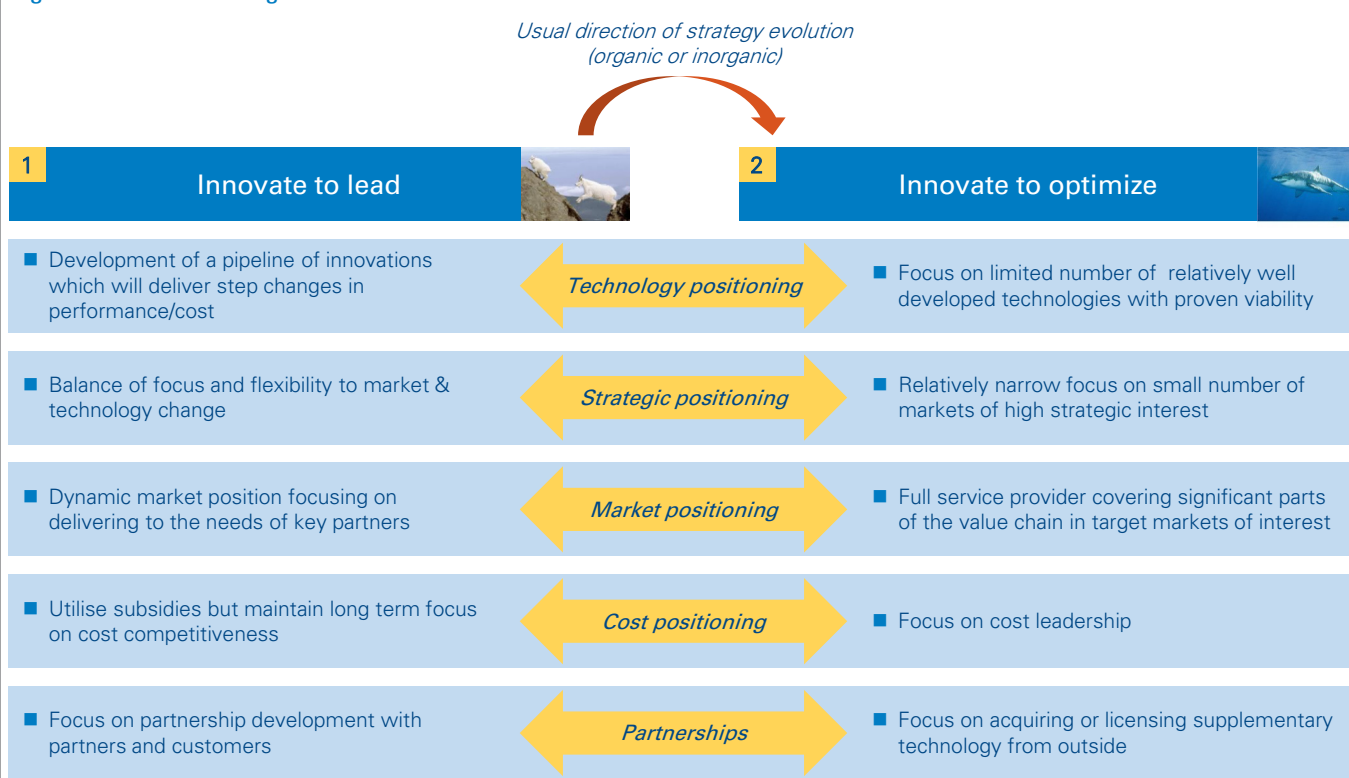 Usual direction of strategy evolution
(organic or inorganic)
1
Innovate to lead
2
Innovate to optimize
Development of a pipeline of innovations
which will deliver step changes in
performance/cost
Technology positioning
Focus on limited number of relatively well
developed technologies with proven viability
Balance of focus and flexibility to market &
technology change
Strategic positioning
Relatively narrow focus on small number of
markets of high strategic interest
Dynamic market position focusing on
delivering to the needs of key partners
Market positioning
Full service provider covering significant parts
of the value chain in target markets of interest
Utilise subsidies but maintain long term focus
on cost competitiveness
Cost positioning
Focus on cost leadership
Focus on partnership development with
partners and customers
Partnerships
Focus on acquiring or licensing supplementary
technology from outside